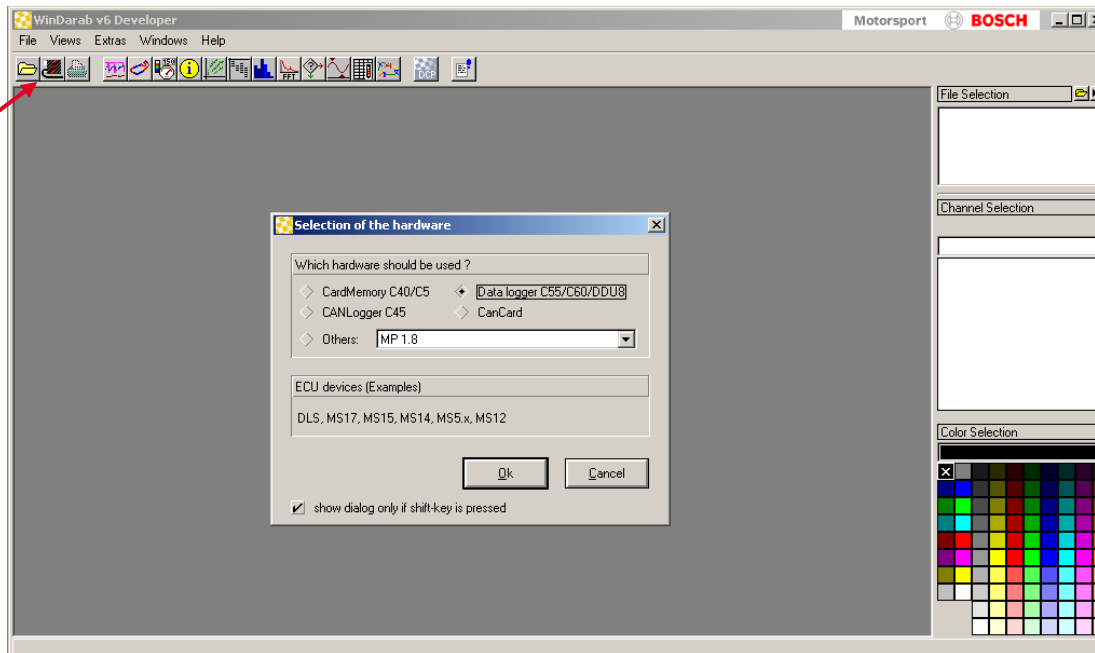 WinDarab v6 Developer
Motorsport BOSCH
File Views Extras Windows Help
FFT
DCP
File Selection
Channel Selection
Selection of the hardware
Which hardware should be used ?
CardMemory C40/C5 Data logger C55/C60/DDU8
CANLogger C45 CanCard
Others: MP 1.8
ECU devices (Examples)
DLS, MS17, MS15, MS14, MS5.x, MS12
Ok Cancel
show dialog only if shift-key is pressed
Color Selection